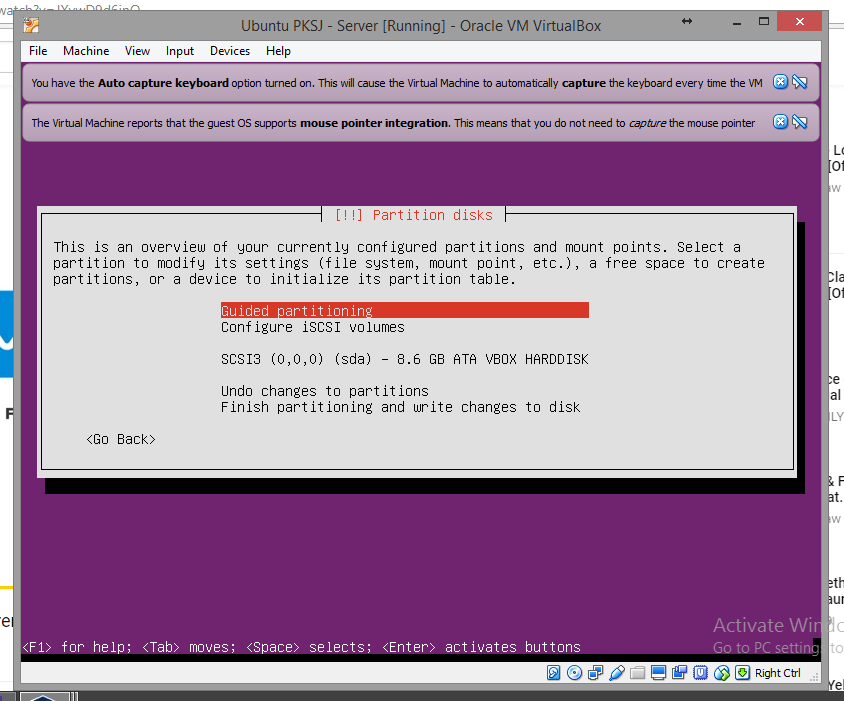 Ubuntu PKSJ - Server [Running] - Oracle VM VirtualBox
File Machine View Input Devices Help
You have the Auto capture keyboard option turned on. This will cause the Virtual Machine to automatically capture the keyboard every time the VM
The Virtual Machine reports that the guest OS supports mouse pointer integration. This means that you do not need to capture the mouse pointer
[!!] Partition disks
This is an overview of your currently configured partitions and mount points. Select a
partition to modify its settings (file system, mount point, etc.), a free space to create
partitions, or a device to initialize its partition table.
Guided partitioning
Configure iSCSI volumes
SCSI3 (0,0,0) (sda) - 8.6 GB ATA VBOX HARDDISK
Undo changes to partitions
Finish partitioning and write changes to disk
<Go Back>
<F1> for help; <Tab> moves; <Space> selects; <Enter> activates buttons
Activate Windo
Go to PC settings to
Right Ctrl